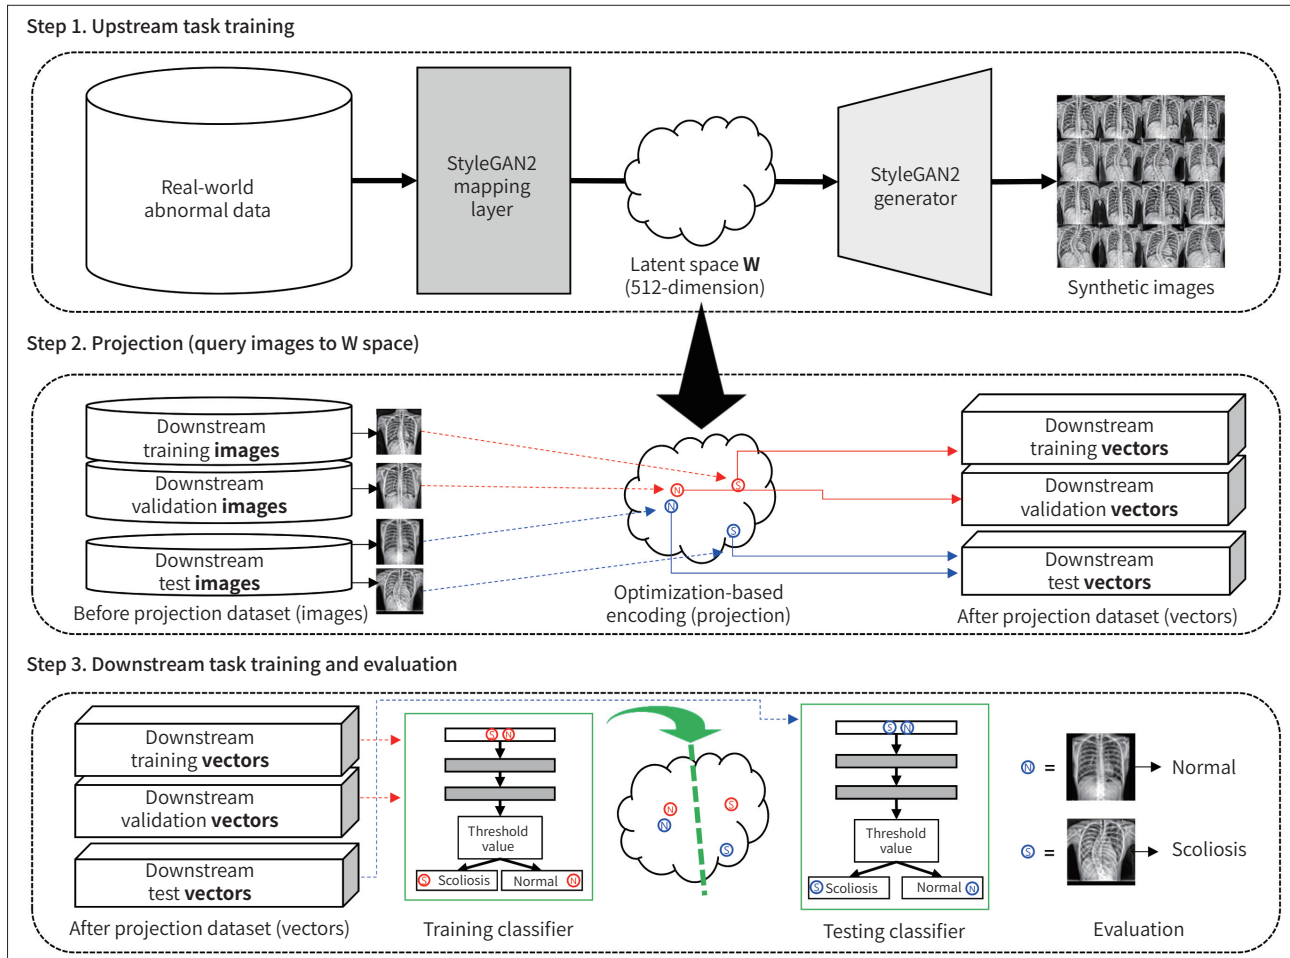 Step 1. Upstream task training
Real-world
abnormal data
StyleGAN2
mapping
layer
Latent space W
(512-dimension)
StyleGAN2
generator
Synthetic images
Step 2. Projection (query images to W space)
Downstream
training images
Downstream
validation images
Downstream
test images
Before projection dataset (images)
S
N
N
S
Optimization-based
encoding (projection)
Downstream
training vectors
Downstream
validation vectors
Downstream
test vectors
After projection dataset (vectors)
Step 3. Downstream task training and evaluation
Downstream
training vectors
Downstream
validation vectors
Downstream
test vectors
After projection dataset (vectors)
S N
Threshold
value
S Scoliosis
Normal N
Training classifier
N
S
N
S
S N
Threshold
value
S Scoliosis
Normal N
Testing classifier
N = Normal
S = Scoliosis
Evaluation